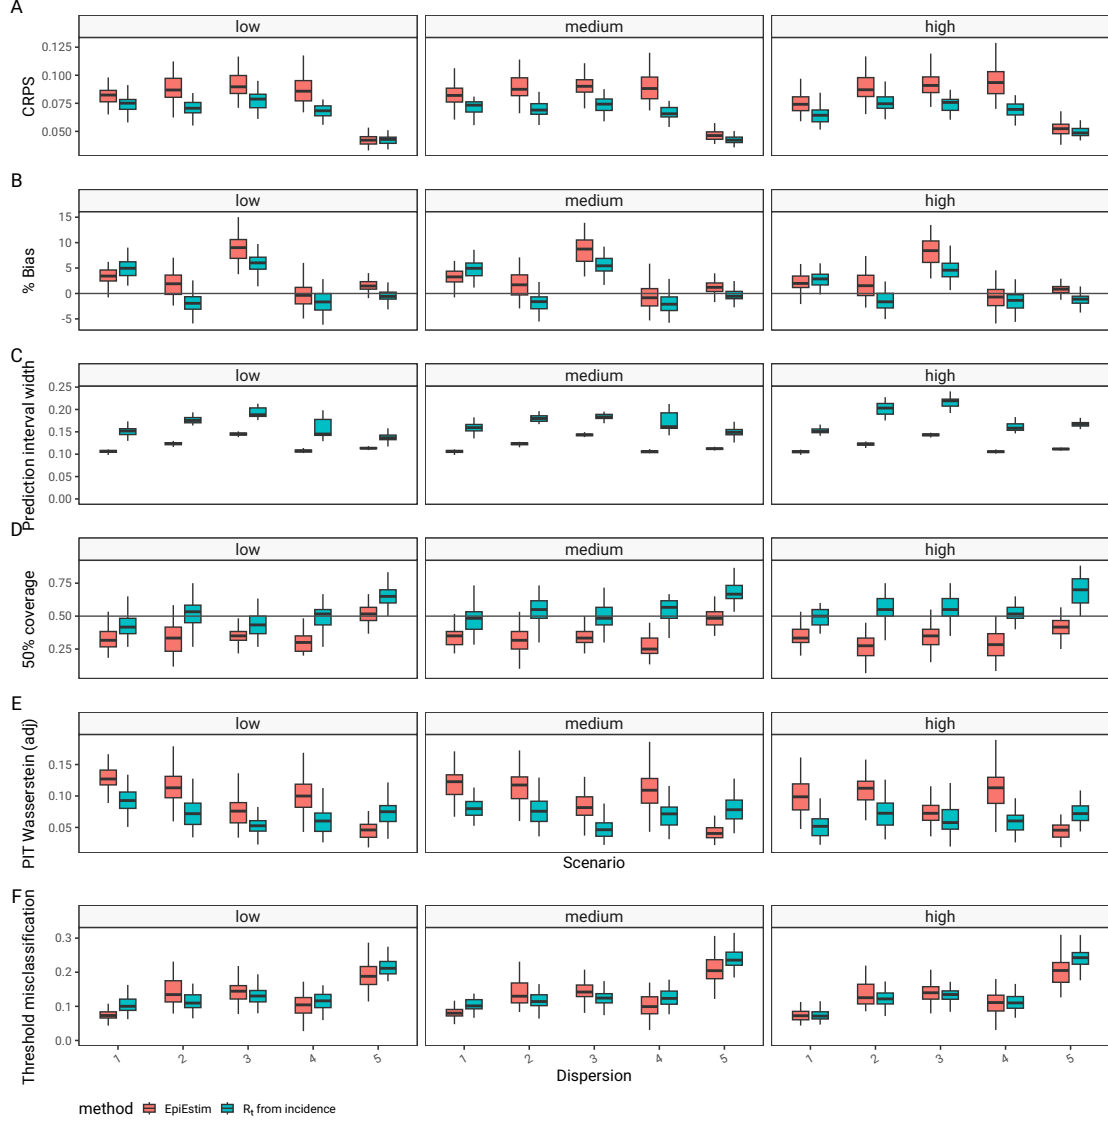 A
low
medium
high
CRPS
0.125
0.100
0.075
0.050
B
low
medium
high
% Bias
15
10
5
0
-5
C
low
medium
high
Prediction interval width
0.25
0.20
0.15
0.10
0.05
0.00
D
low
medium
high
50% coverage
0.75
0.50
0.25
E
low
medium
high
PIT Wasserstein (adj)
0.15
0.10
0.05
Scenario
F
low
medium
high
Threshold misclassification
0.3
0.2
0.1
0.0
1 2 3 4 5 1 2 3 4 5 1 2 3 4 5
Dispersion
method EpiEstim Rt from incidence